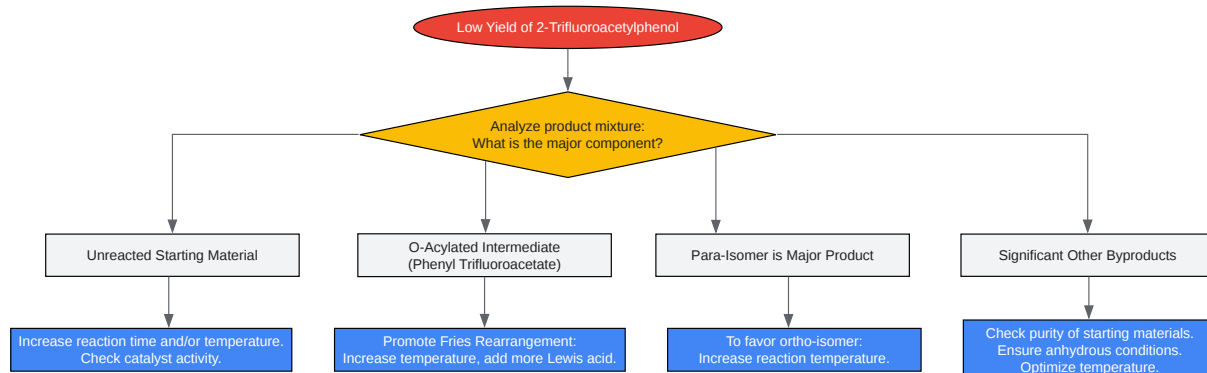 Low Yield of 2-Trifluoroacetylphenol
Analyze product mixture:
What is the major component?
Unreacted Starting Material
O-Acylated Intermediate
(Phenyl Trifluoroacetate)
Para-Isomer is Major Product
Significant Other Byproducts
Increase reaction time and/or temperature.
Check catalyst activity.
Promote Fries Rearrangement:
Increase temperature, add more Lewis acid.
To favor ortho-isomer:
Increase reaction temperature.
Check purity of starting materials.
Ensure anhydrous conditions.
Optimize temperature.